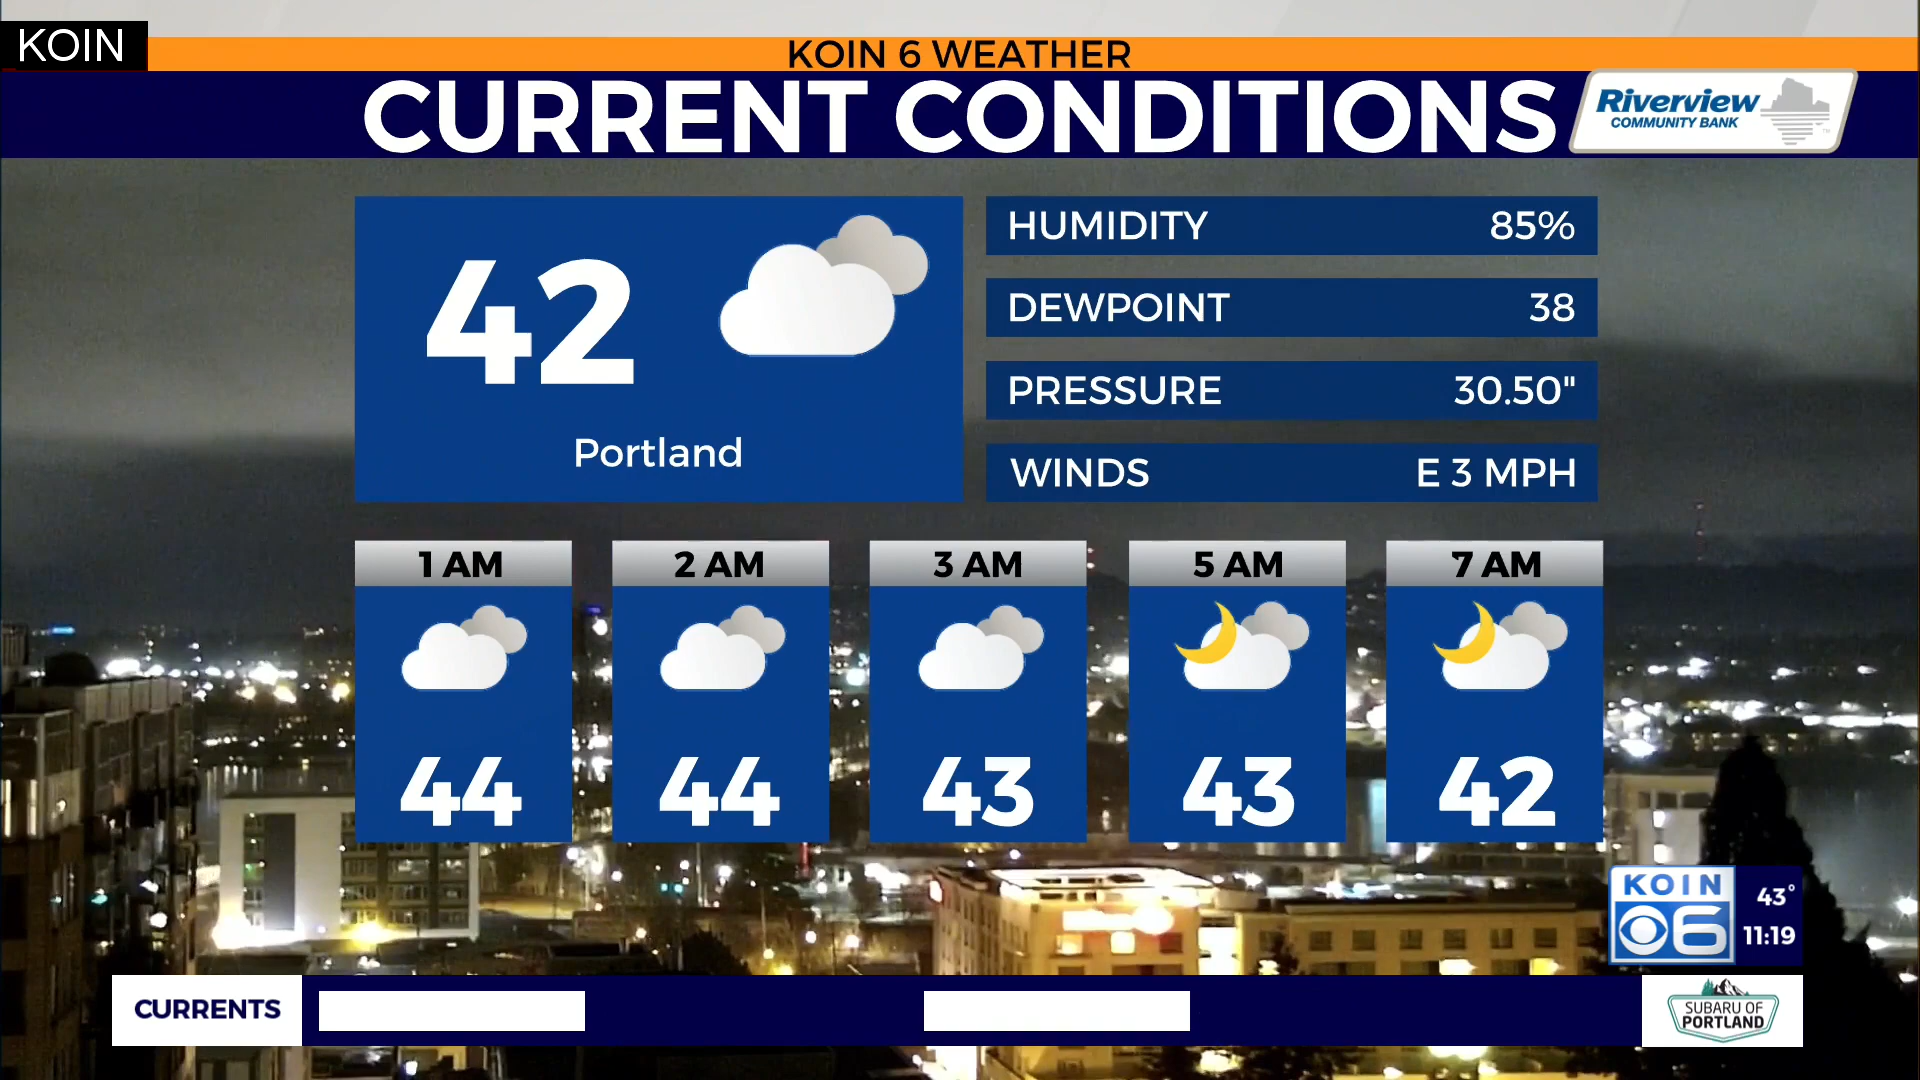 KOIN
KOIN 6 WEATHER
CURRENT CONDITIONS
Riverview
COMMUNITY BANK
42
Portland
HUMIDITY 85%
DEWPOINT 38
PRESSURE 30.50"
WINDS E 3 MPH
1 AM 2 AM 3 AM 5 AM 7 AM
44 44 43 43 42
KOIN
6
43°
11:19
CURRENTS
SUBARU OF
PORTLAND